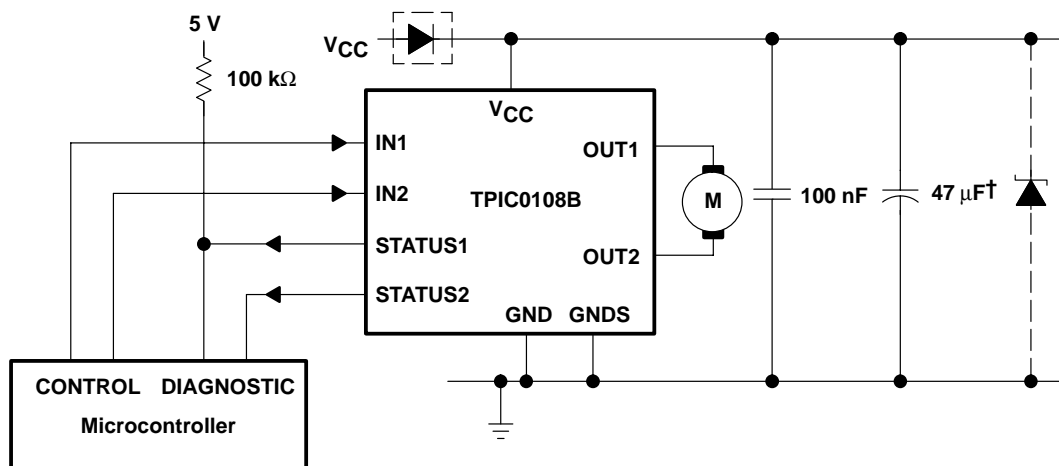 5 V
100 kΩ
VCC
VCC
IN1
IN2
STATUS1
STATUS2
TPIC0108B
OUT1
OUT2
GND GNDS
M
100 nF
47 µF†
CONTROL DIAGNOSTIC
Microcontroller